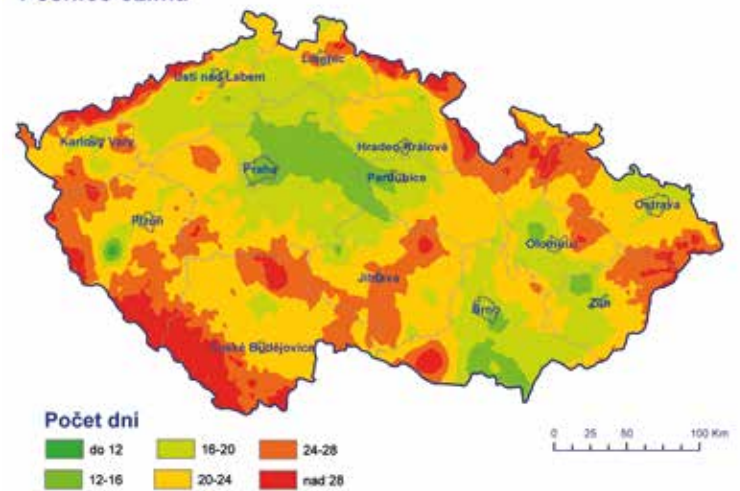 Liberec
Ústí nad Labem
Karlovy Vary
Hradec Králové
Praha
Pardubice
Ostrava
Plzeň
Olomouc
Jihlava
Zlín
Brno
České Budějovice
Počet dní
do 12
16-20
24-28
12-16
20-24
nad 28
0 25 50 100 Km